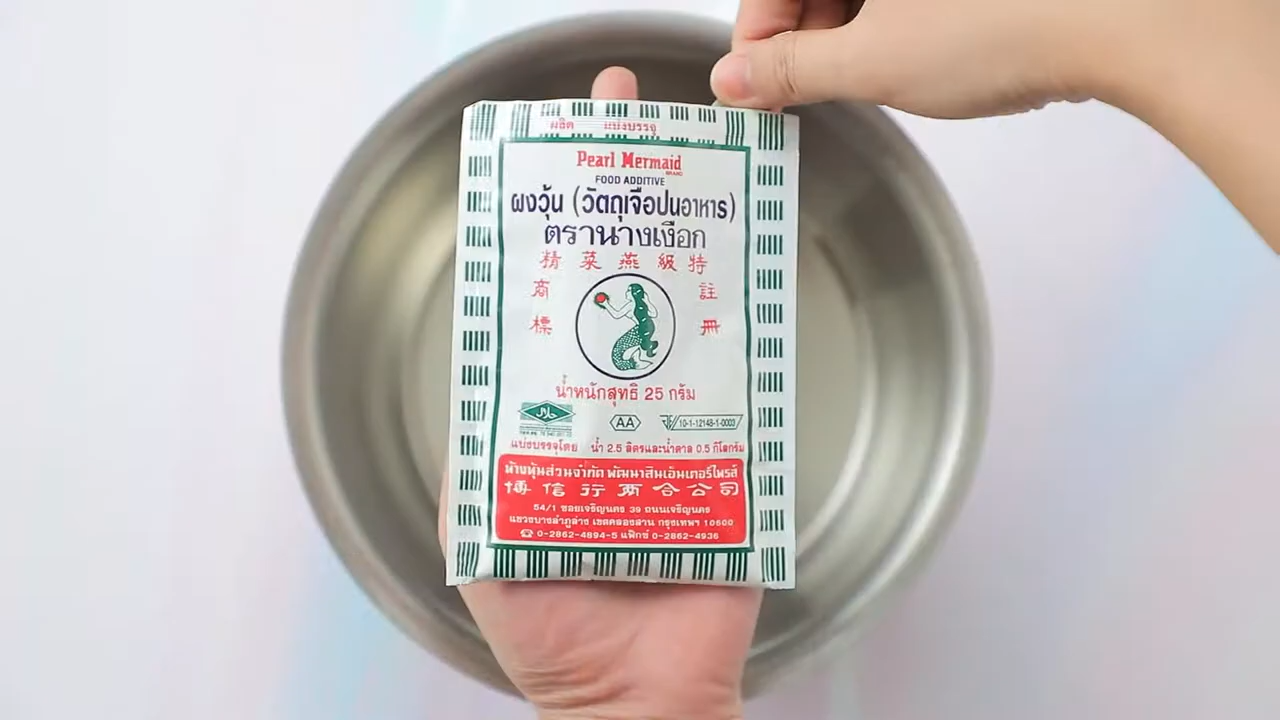 ผลิต แบ่งบรรจุ
Pearl Mermaid
BRAND
FOOD ADDITIVE
ผงวุ้น (วัตถุเจือปนอาหาร)
ตรานางเงือก
精 菜 燕 級 特
商 註
標 冊
น้ำหนักสุทธิ 25 กรัม
AA
10-1-12148-1-0003
แบ่งบรรจุโดย น้ำ 2.5 ลิตรและน้ำตาล 0.5 กิโลกรัม
ห้างหุ้นส่วนจำกัด พัฒนาสินเอ็นเตอร์ไพรส์
博 信 行 兩 合 公 司
54/1 ซอยเจริญนคร 39 ถนนเจริญนคร
แขวงบางลำภูล่าง เขตคลองสาน กรุงเทพฯ 10600
☎ 0-2862-4894-5 แฟ็กซ์ 0-2862-4936